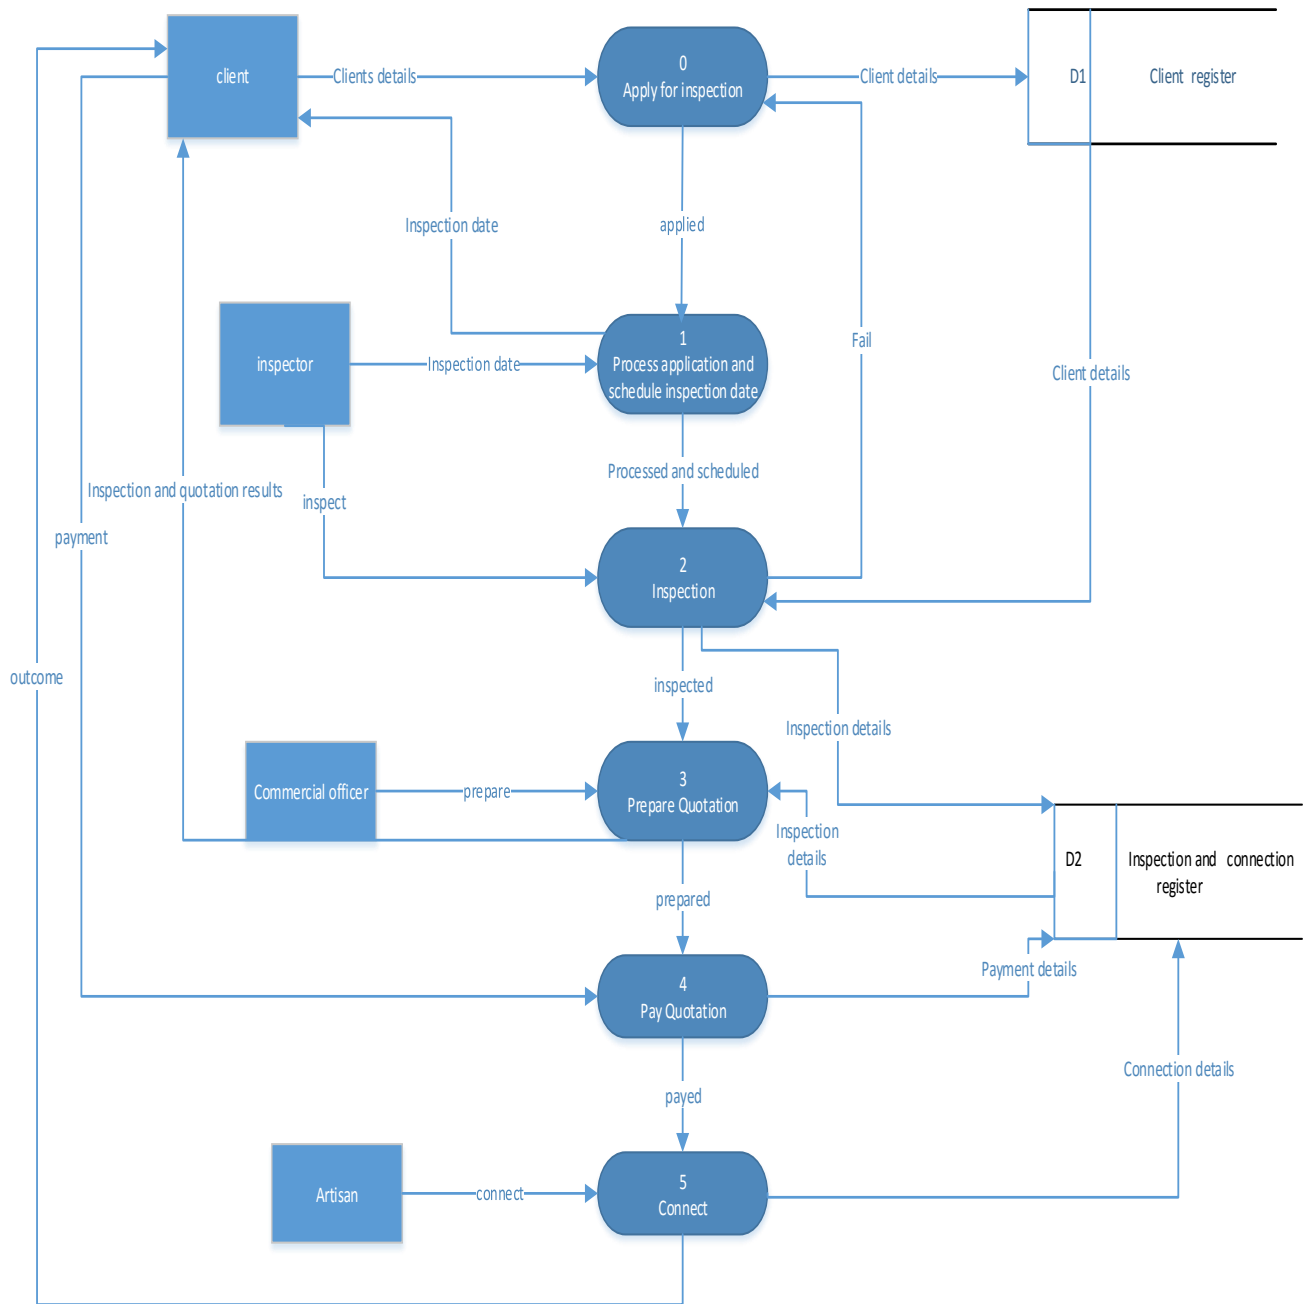 0
client
Clients details
Apply for inspection
Client details
D1
Client register
Inspection date
applied
1
Fail
inspector
Inspection date
Process application and
schedule inspection date
Client details
Processed and scheduled
Inspection and quotation results
inspect
payment
2
Inspection
outcome
inspected
Inspection details
3
Commercial officer
prepare
Prepare Quotation
Inspection
details
D2
Inspection and connection
register
prepared
Payment details
4
Pay Quotation
Connection details
payed
5
Artisan
connect
Connect